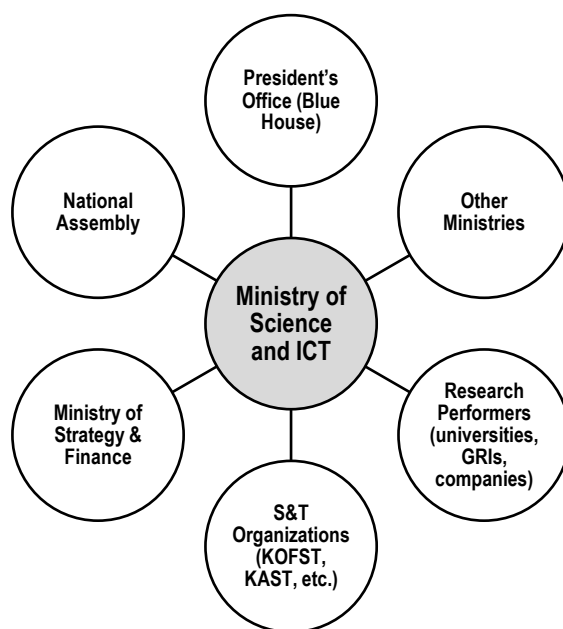 President’s
Office (Blue
House)
National
Assembly
Other
Ministries
Ministry of
Science
and ICT
Ministry of
Strategy &
Finance
Research
Performers
(universities,
GRIs,
companies)
S&T
Organizations
(KOFST,
KAST, etc.)